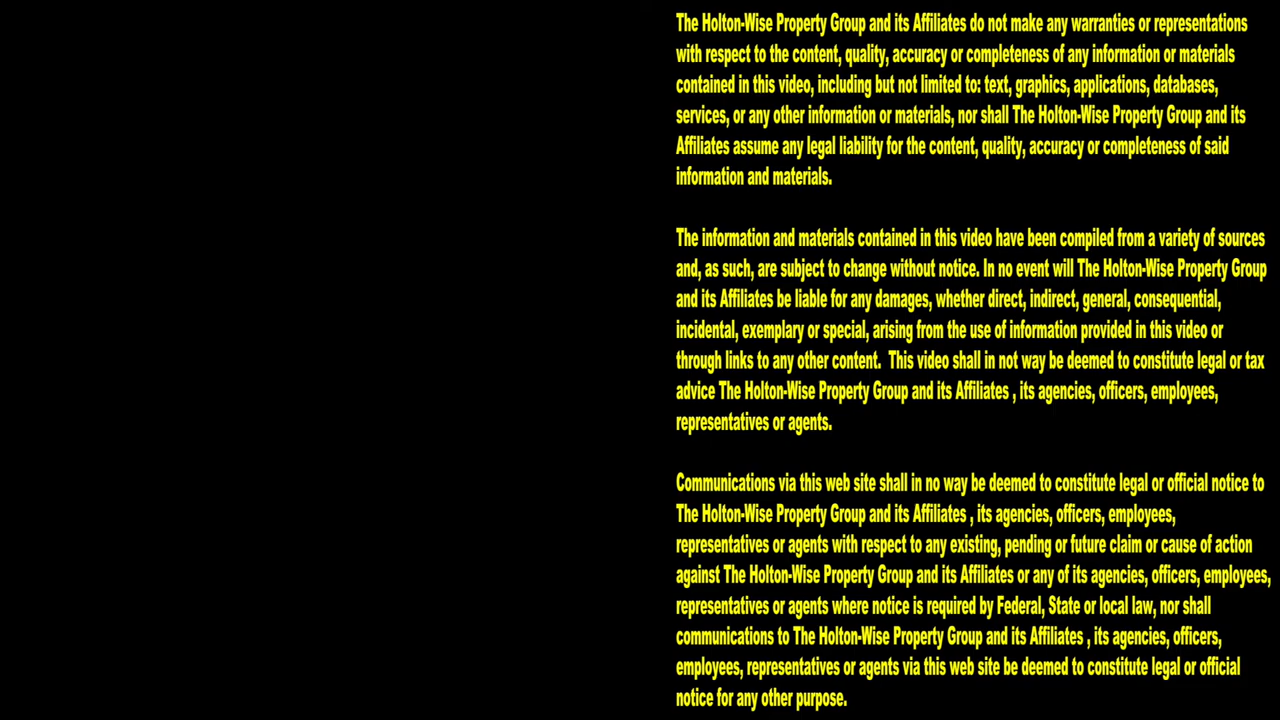 The Holton-Wise Property Group and its Affiliates do not make any warranties or representations
with respect to the content, quality, accuracy or completeness of any information or materials
contained in this video, including but not limited to: text, graphics, applications, databases,
services, or any other information or materials, nor shall The Holton-Wise Property Group and its
Affiliates assume any legal liability for the content, quality, accuracy or completeness of said
information and materials.
The information and materials contained in this video have been compiled from a variety of sources
and, as such, are subject to change without notice. In no event will The Holton-Wise Property Group
and its Affiliates be liable for any damages, whether direct, indirect, general, consequential,
incidental, exemplary or special, arising from the use of information provided in this video or
through links to any other content.  This video shall in not way be deemed to constitute legal or tax
advice The Holton-Wise Property Group and its Affiliates , its agencies, officers, employees,
representatives or agents.
Communications via this web site shall in no way be deemed to constitute legal or official notice to
The Holton-Wise Property Group and its Affiliates , its agencies, officers, employees,
representatives or agents with respect to any existing, pending or future claim or cause of action
against The Holton-Wise Property Group and its Affiliates or any of its agencies, officers, employees,
representatives or agents where notice is required by Federal, State or local law, nor shall
communications to The Holton-Wise Property Group and its Affiliates , its agencies, officers,
employees, representatives or agents via this web site be deemed to constitute legal or official
notice for any other purpose.